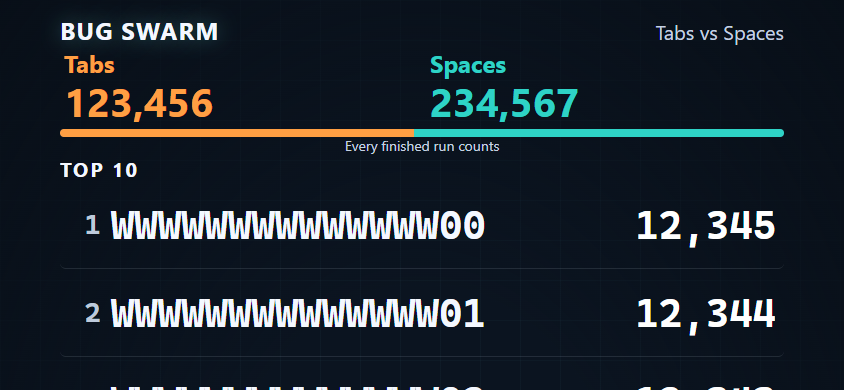 BUG SWARM
Tabs vs Spaces
Tabs
Spaces
123,456
234,567
Every finished run counts
TOP 10
1 WWWWWWWWWWWWWW00 12,345
2 WWWWWWWWWWWWWW01 12,344